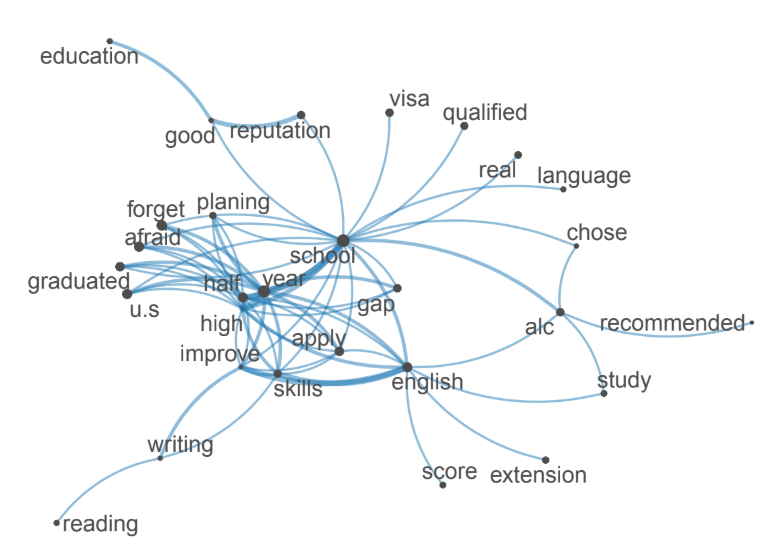 education
visa
qualified
good
reputation
real
language
forget
planing
afraid
school
chose
graduated
half
year
u.s
gap
high
alc
recommended
improve
apply
skills
english
study
writing
score
extension
reading